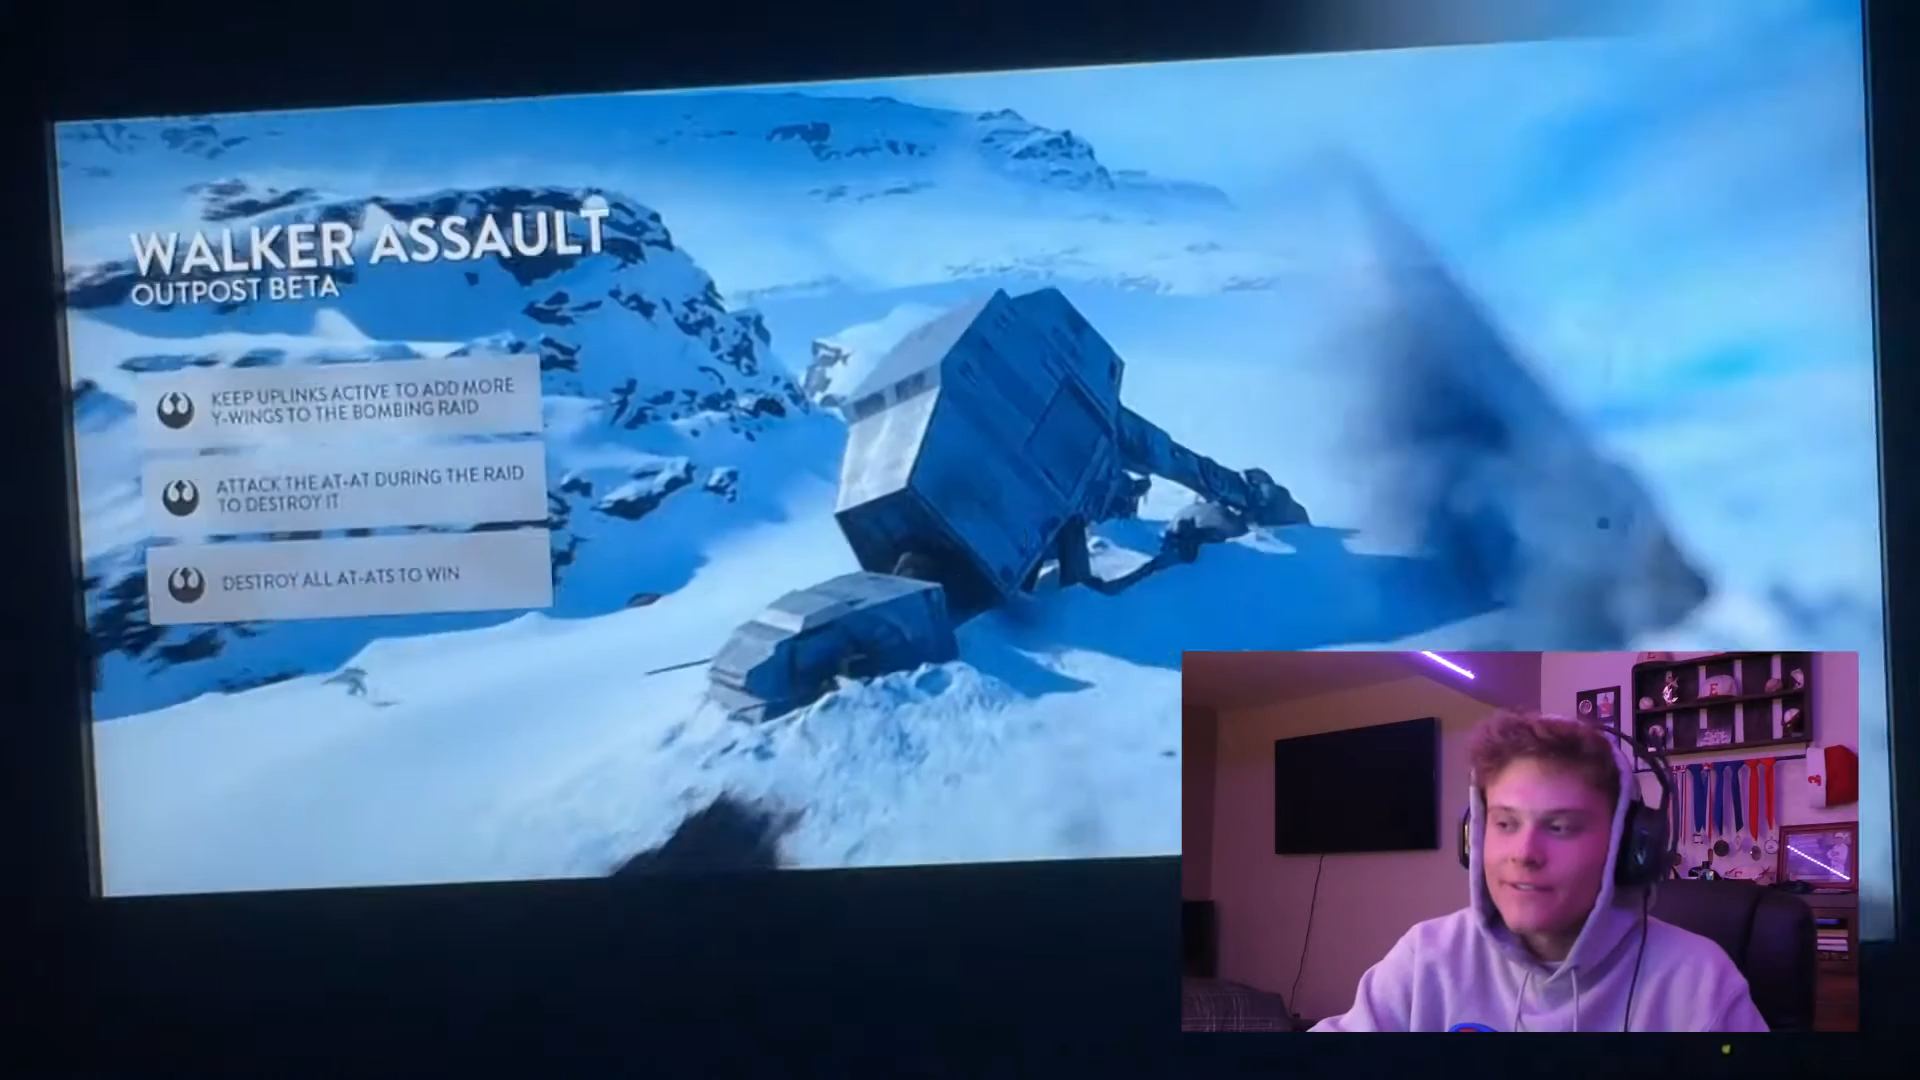 WALKER ASSAULT
OUTPOST BETA
KEEP UPLINKS ACTIVE TO ADD MORE
Y-WINGS TO THE BOMBING RAID
ATTACK THE AT-AT DURING THE RAID
TO DESTROY IT
DESTROY ALL AT-ATS TO WIN